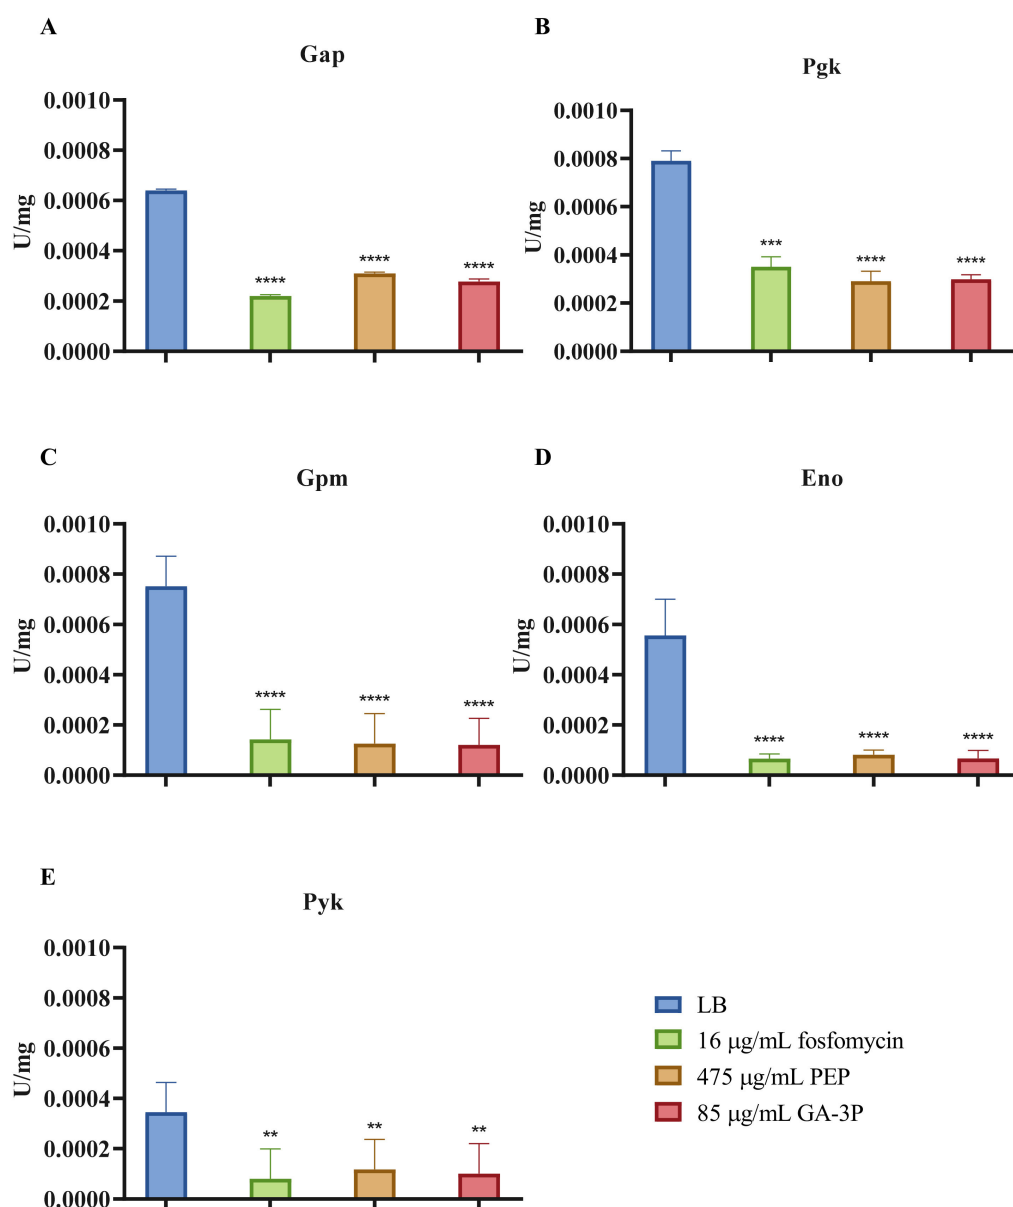 A
Gap
0.0010
0.0008
0.0006
0.0004
0.0002
0.0000
U/mg
****
****
****
B
Pgk
0.0010
0.0008
0.0006
0.0004
0.0002
0.0000
U/mg
***
****
****
C
Gpm
0.0010
0.0008
0.0006
0.0004
0.0002
0.0000
U/mg
****
****
****
D
Eno
0.0010
0.0008
0.0006
0.0004
0.0002
0.0000
U/mg
****
****
****
E
Pyk
0.0010
0.0008
0.0006
0.0004
0.0002
0.0000
U/mg
**
**
**
LB
16 µg/mL fosfomycin
475 µg/mL PEP
85 µg/mL GA-3P